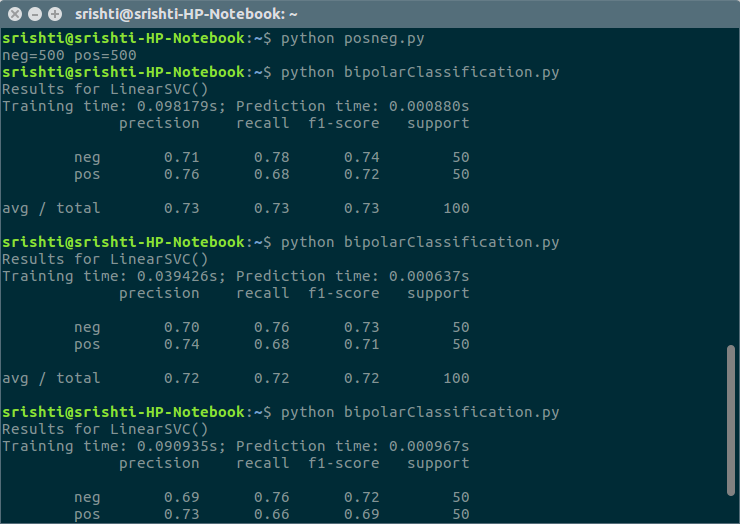 srishti@srishti-HP-Notebook: ~
srishti@srishti-HP-Notebook:~$ python posneg.py
neg=500 pos=500
srishti@srishti-HP-Notebook:~$ python bipolarClassification.py
Results for LinearSVC()
Training time: 0.098179s; Prediction time: 0.000880s
             precision    recall  f1-score   support

        neg       0.71      0.78      0.74        50
        pos       0.76      0.68      0.72        50

avg / total       0.73      0.73      0.73       100

srishti@srishti-HP-Notebook:~$ python bipolarClassification.py
Results for LinearSVC()
Training time: 0.039426s; Prediction time: 0.000637s
             precision    recall  f1-score   support

        neg       0.70      0.76      0.73        50
        pos       0.74      0.68      0.71        50

avg / total       0.72      0.72      0.72       100

srishti@srishti-HP-Notebook:~$ python bipolarClassification.py
Results for LinearSVC()
Training time: 0.090935s; Prediction time: 0.000967s
             precision    recall  f1-score   support

        neg       0.69      0.76      0.72        50
        pos       0.73      0.66      0.69        50